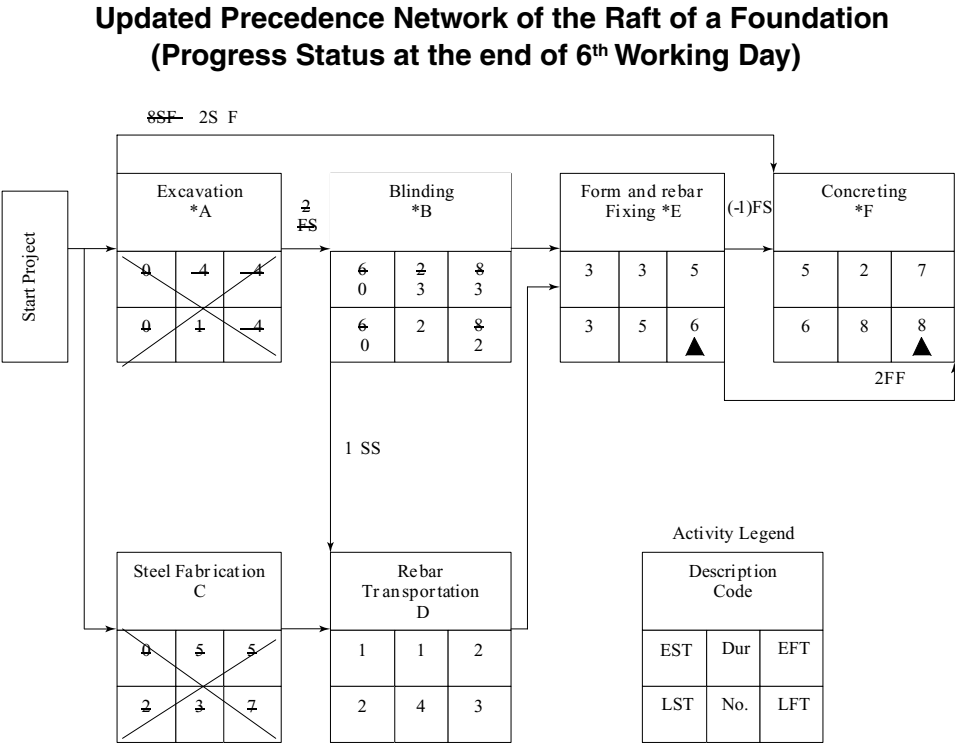 Updated Precedence Network of the Raft of a Foundation
(Progress Status at the end of 6th Working Day)
8SF 2S F
Start Project
Excavation
*A
0 4 4
0 1 4
2
FS
Blinding
*B
6 2 8
0 3 3
6 2 8
0 2
Form and rebar
Fixing *E
3 3 5
3 5 6
(-1)FS
Concreting
*F
5 2 7
6 8 8
2FF
1 SS
Steel Fabrication
C
0 5 5
2 3 7
Rebar
Transportation
D
1 1 2
2 4 3
Activity Legend
Description
Code
EST Dur EFT
LST No. LFT